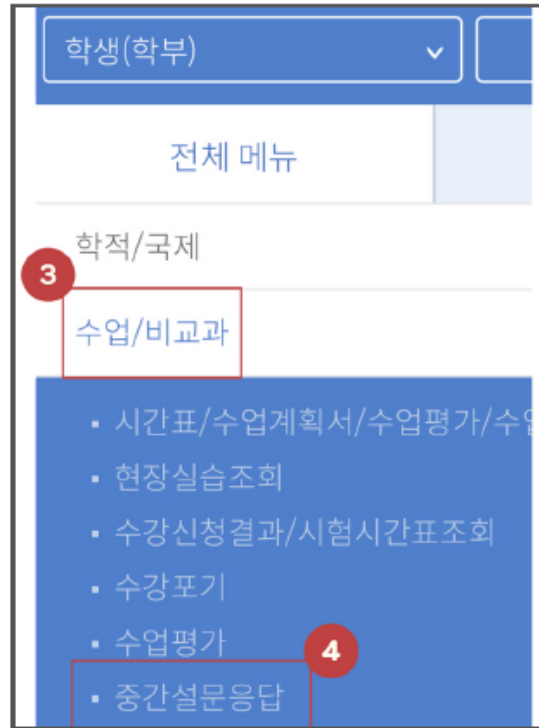 학생(학부)
전체 메뉴
학적/국제
3
수업/비교과
▪ 시간표/수업계획서/수업평가/수업
▪ 현장실습조회
▪ 수강신청결과/시험시간표조회
▪ 수강포기
▪ 수업평가
4
▪ 중간설문응답